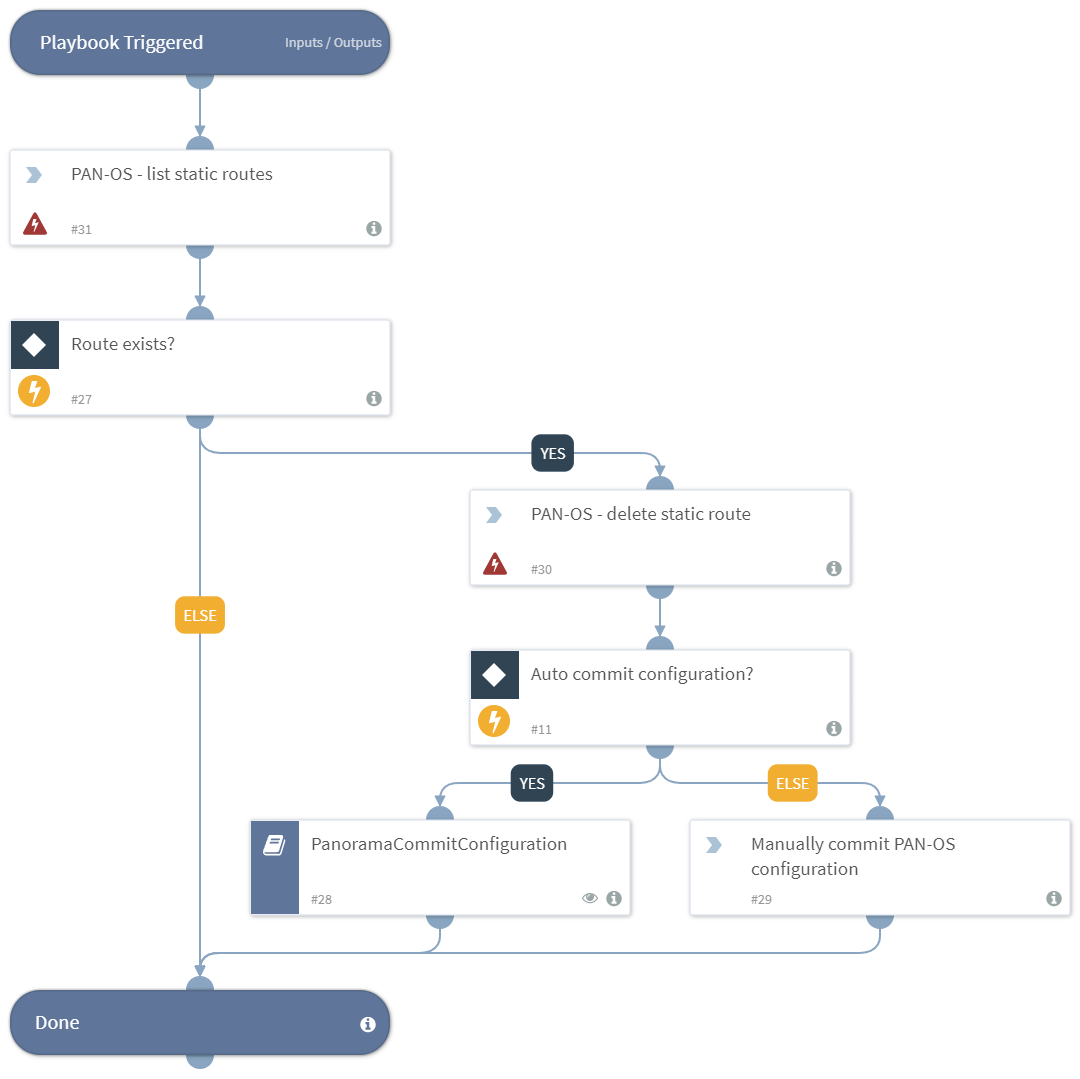 Playbook Triggered
Inputs / Outputs
PAN-OS - list static routes
#31
Route exists?
#27
YES
PAN-OS - delete static route
#30
ELSE
Auto commit configuration?
#11
YES
ELSE
PanoramaCommitConfiguration
#28
Manually commit PAN-OS
configuration
#29
Done